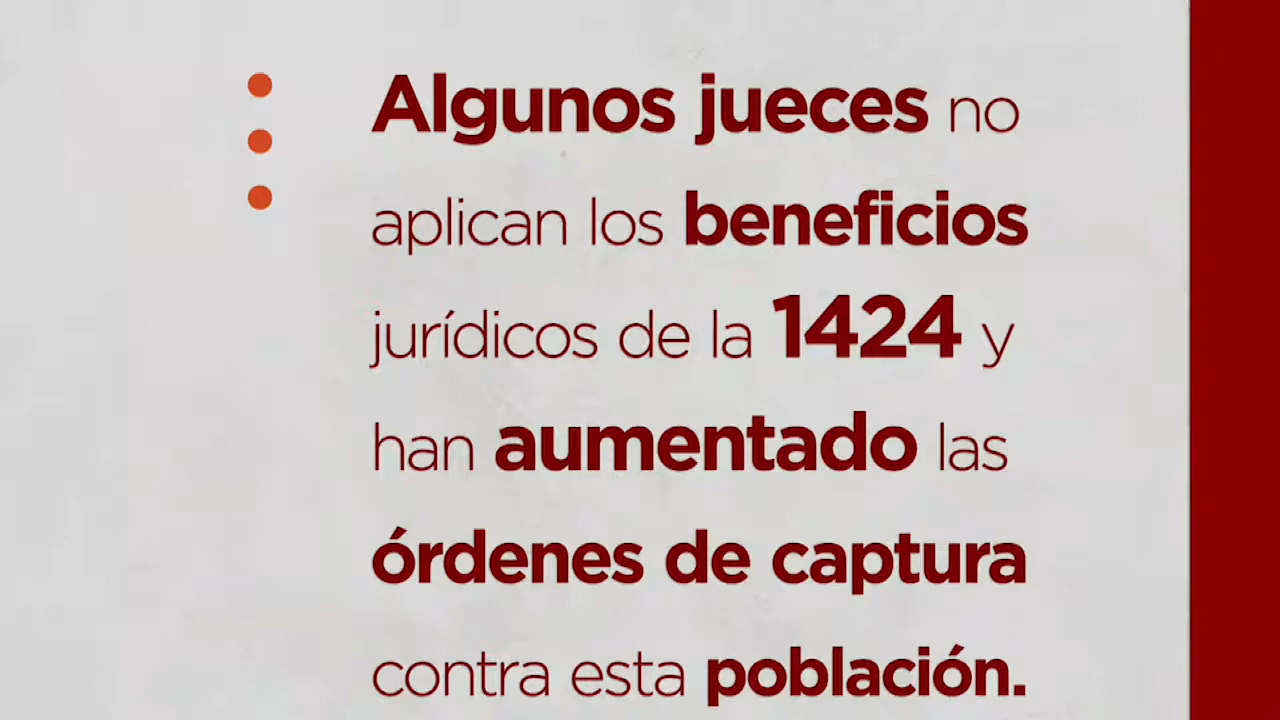 Algunos jueces no
aplican los beneficios
jurídicos de la 1424 y
han aumentado las
órdenes de captura
contra esta población.